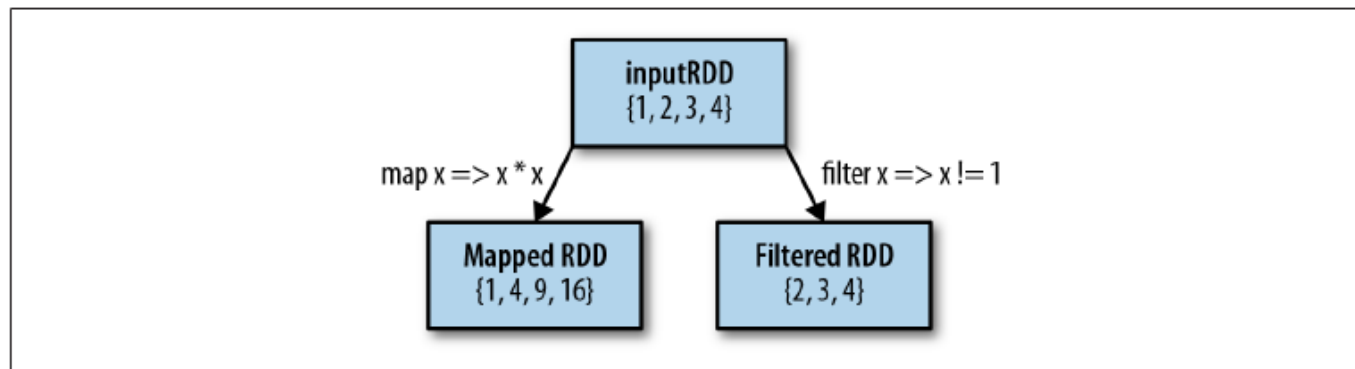 inputRDD
{1, 2, 3, 4}
map x => x * x
filter x => x != 1
Mapped RDD
{1, 4, 9, 16}
Filtered RDD
{2, 3, 4}